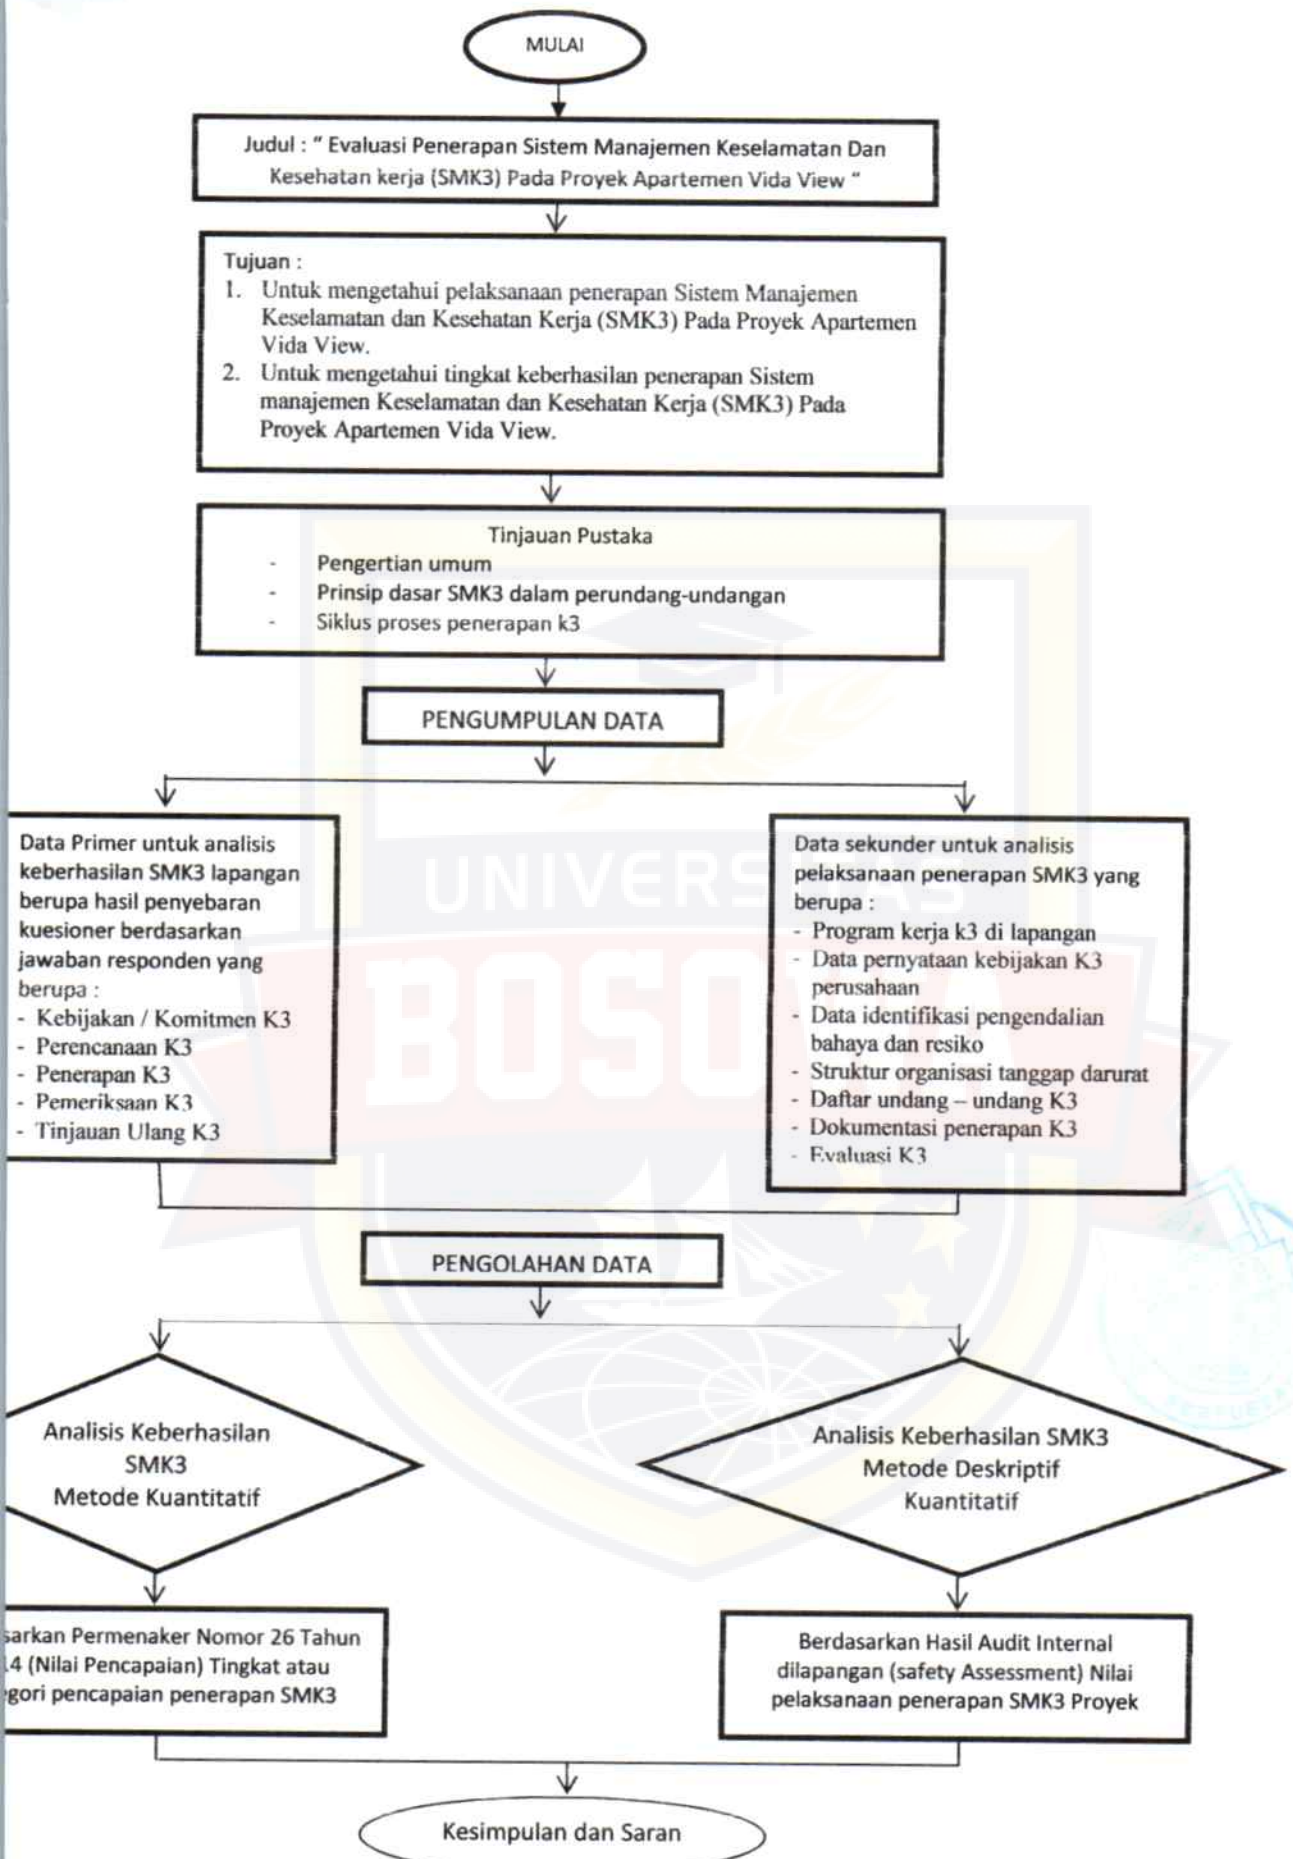 MULAI
Judul : " Evaluasi Penerapan Sistem Manajemen Keselamatan Dan
Kesehatan kerja (SMK3) Pada Proyek Apartemen Vida View "
Tujuan :
1. Untuk mengetahui pelaksanaan penerapan Sistem Manajemen
Keselamatan dan Kesehatan Kerja (SMK3) Pada Proyek Apartemen
Vida View.
2. Untuk mengetahui tingkat keberhasilan penerapan Sistem
manajemen Keselamatan dan Kesehatan Kerja (SMK3) Pada
Proyek Apartemen Vida View.
Tinjauan Pustaka
- Pengertian umum
- Prinsip dasar SMK3 dalam perundang-undangan
- Siklus proses penerapan k3
PENGUMPULAN DATA
Data Primer untuk analisis
keberhasilan SMK3 lapangan
berupa hasil penyebaran
kuesioner berdasarkan
jawaban responden yang
berupa :
- Kebijakan / Komitmen K3
- Perencanaan K3
- Penerapan K3
- Pemeriksaan K3
- Tinjauan Ulang K3
Data sekunder untuk analisis
pelaksanaan penerapan SMK3 yang
berupa :
- Program kerja k3 di lapangan
- Data pernyataan kebijakan K3
perusahaan
- Data identifikasi pengendalian
bahaya dan resiko
- Struktur organisasi tanggap darurat
- Daftar undang – undang K3
- Dokumentasi penerapan K3
- Evaluasi K3
UNIVERSITAS
BOSOWA
PENGOLAHAN DATA
Analisis Keberhasilan
SMK3
Metode Kuantitatif
Analisis Keberhasilan SMK3
Metode Deskriptif
Kuantitatif
sarkan Permenaker Nomor 26 Tahun
14 (Nilai Pencapaian) Tingkat atau
gori pencapaian penerapan SMK3
Berdasarkan Hasil Audit Internal
dilapangan (safety Assessment) Nilai
pelaksanaan penerapan SMK3 Proyek
Kesimpulan dan Saran